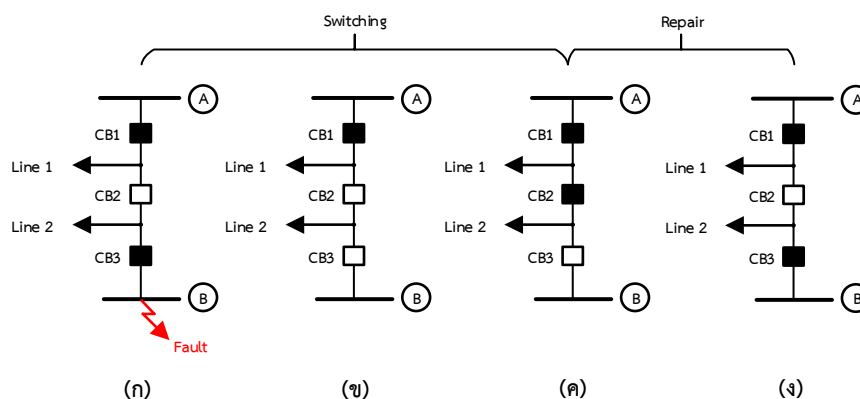 Switching
Repair
A
CB1
Line 1
CB2
Line 2
CB3
B
Fault
(ก)
A
CB1
Line 1
CB2
Line 2
CB3
B
(ข)
A
CB1
Line 1
CB2
Line 2
CB3
B
(ค)
A
CB1
Line 1
CB2
Line 2
CB3
B
(ง)